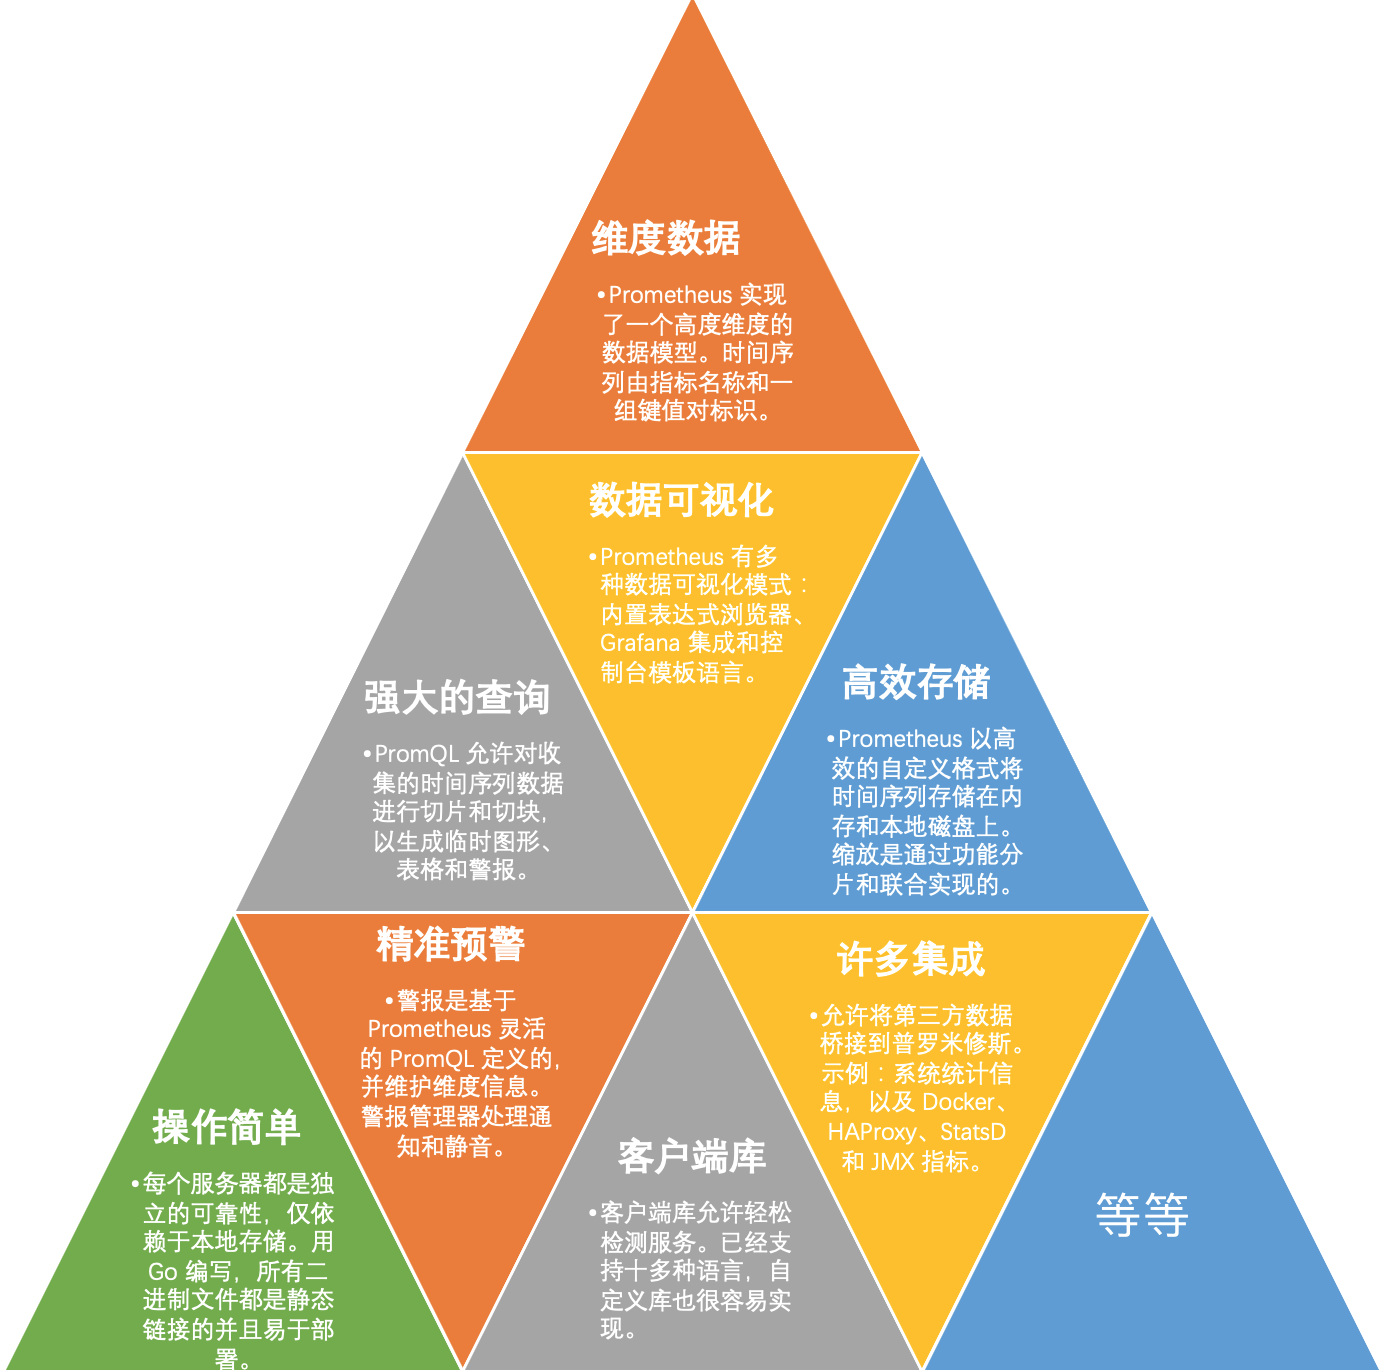 维度数据
•Prometheus 实现
了一个高度维度的
数据模型。时间序
列由指标名称和一
组键值对标识。
数据可视化
•Prometheus 有多
种数据可视化模式：
内置表达式浏览器、
Grafana 集成和控
制台模板语言。
强大的查询
•PromQL 允许对收
集的时间序列数据
进行切片和切块，
以生成临时图形、
表格和警报。
高效存储
•Prometheus 以高
效的自定义格式将
时间序列存储在内
存和本地磁盘上。
缩放是通过功能分
片和联合实现的。
操作简单
•每个服务器都是独
立的可靠性，仅依
赖于本地存储。用
Go 编写，所有二
进制文件都是静态
链接的并且易于部
署。
精准预警
•警报是基于
Prometheus 灵活
的 PromQL 定义的，
并维护维度信息。
警报管理器处理通
知和静音。
客户端库
•客户端库允许轻松
检测服务。已经支
持十多种语言，自
定义库也很容易实
现。
许多集成
•允许将第三方数据
桥接到普罗米修斯。
示例：系统统计信
息，以及 Docker、
HAProxy、StatsD
和 JMX 指标。
等等